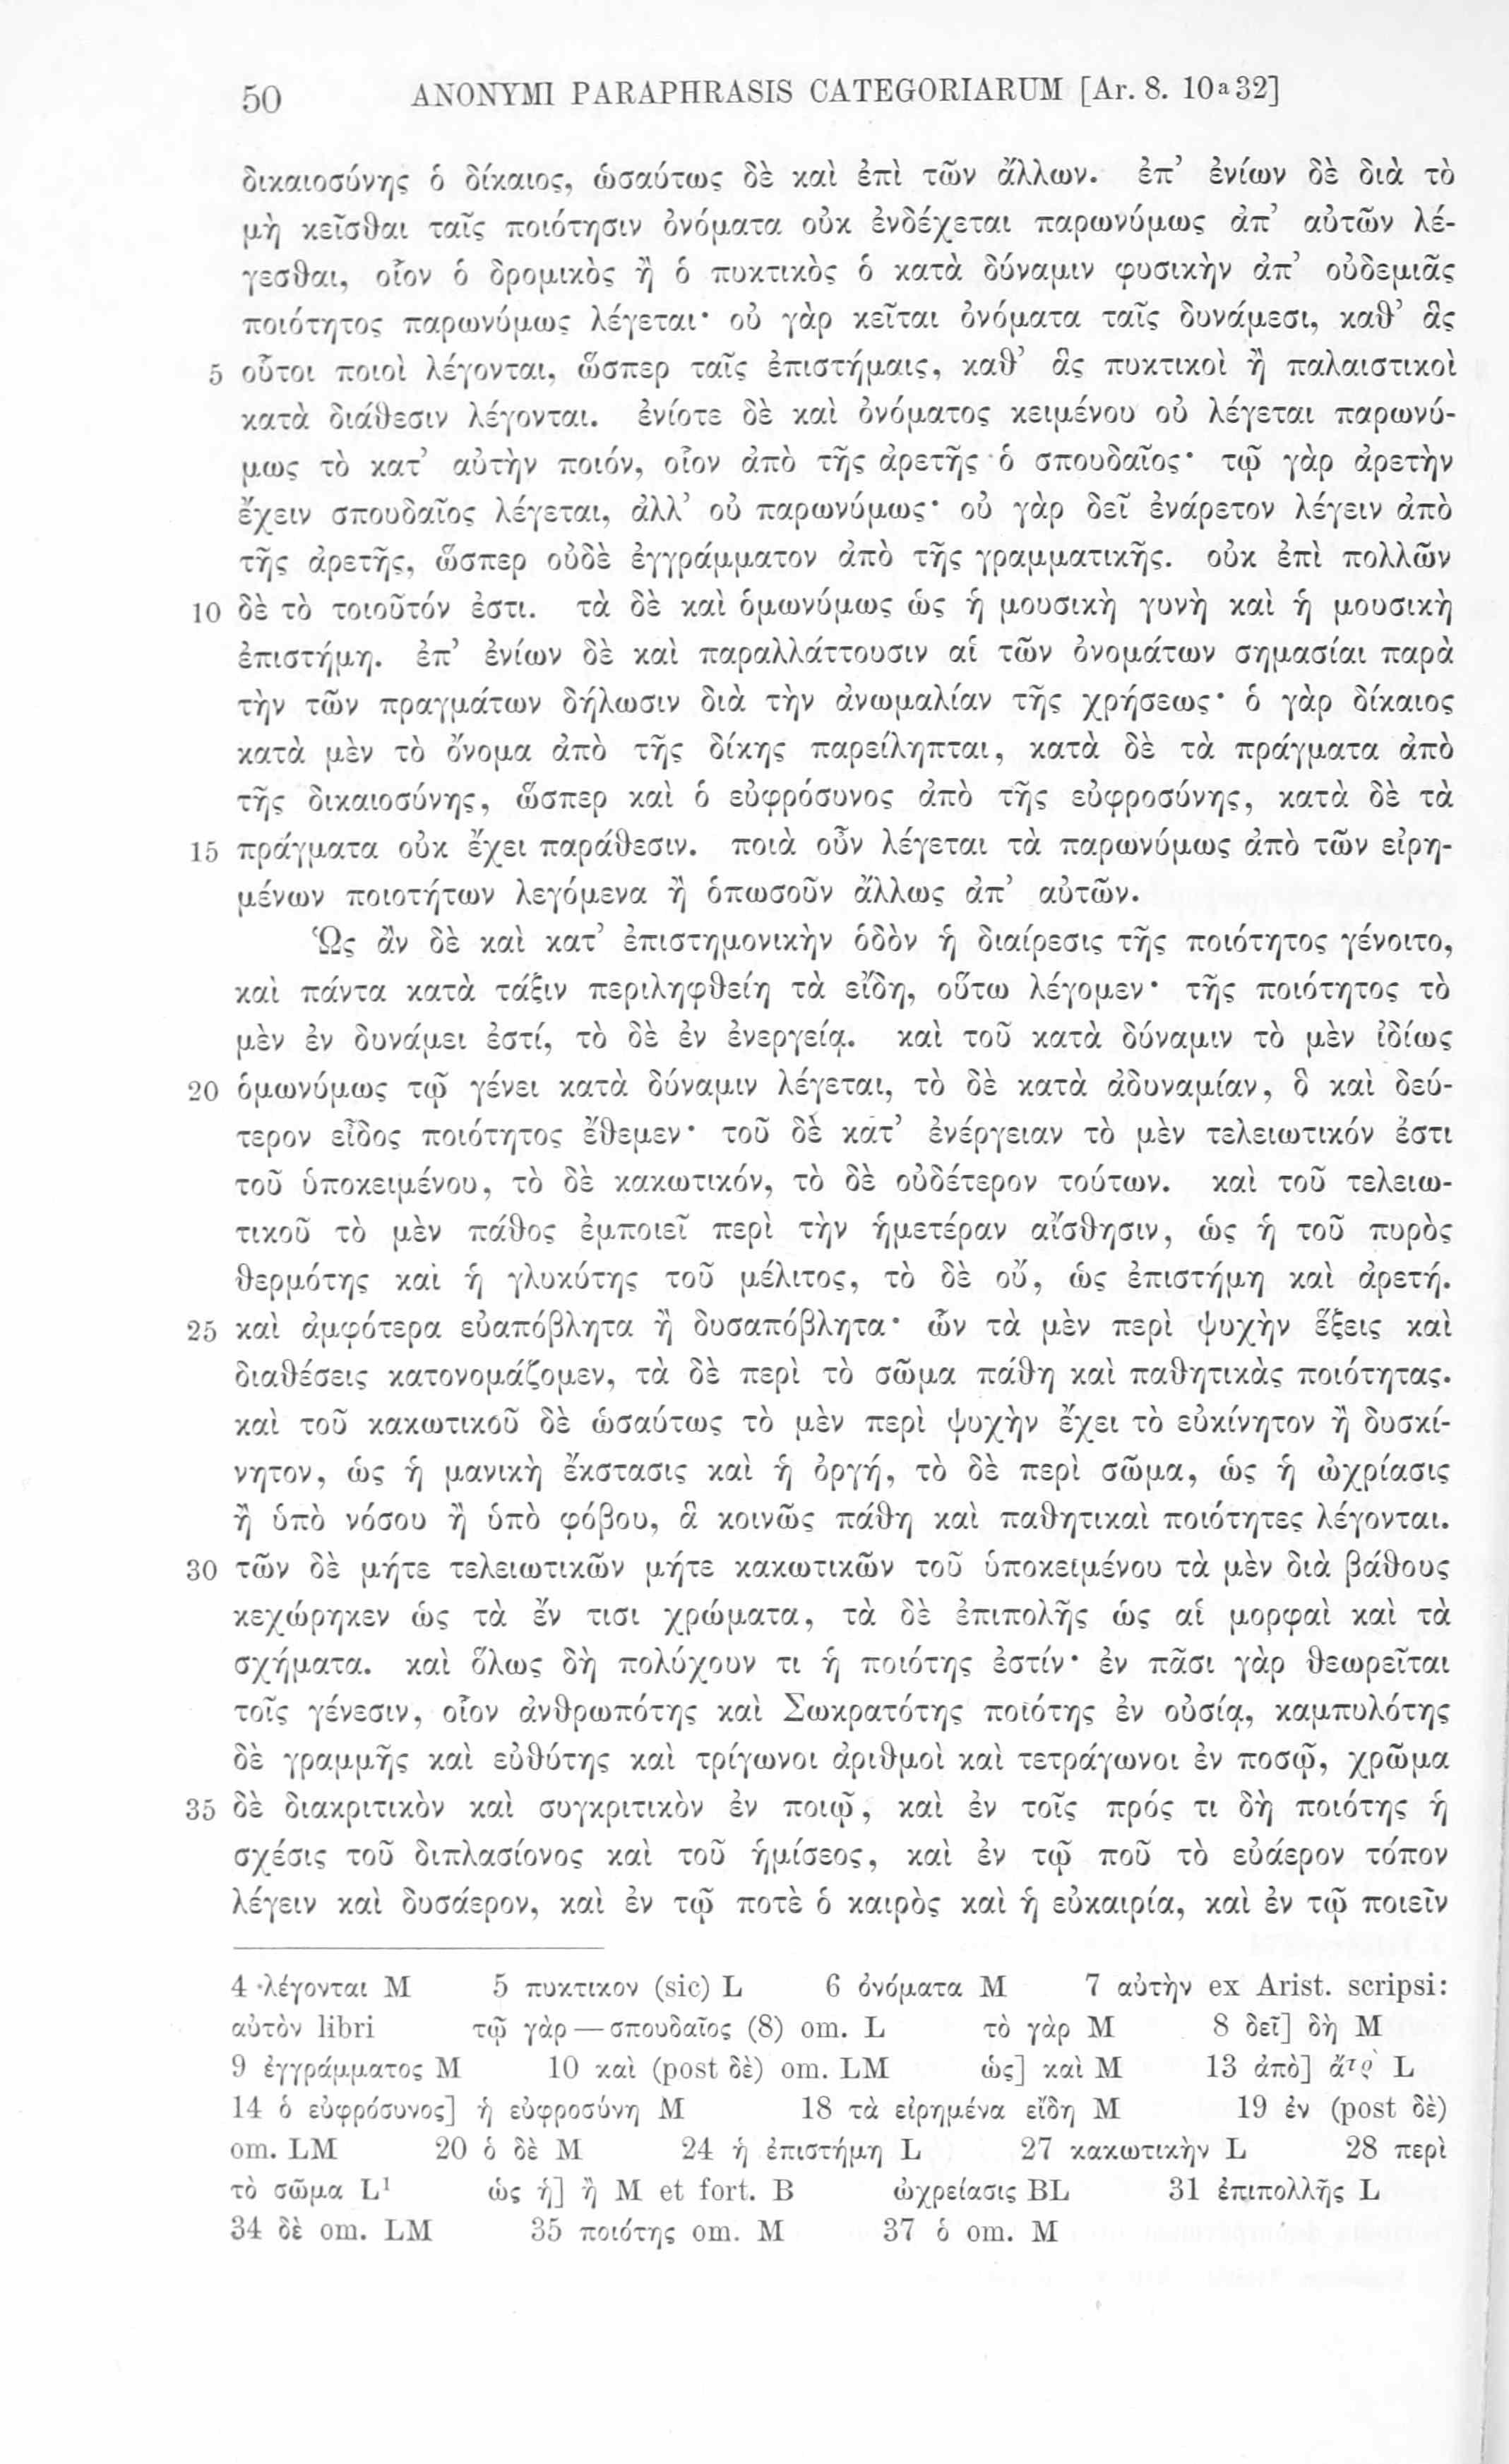 50 ANONYMI PARAPHRASIS CATEGORIARUM [Ar. 8. 10a32]
δικαιοσύνης ὁ δίκαιος, ὡσαύτως δὲ καὶ ἐπὶ τῶν ἄλλων. ἐπ’ ἐνίων δὲ διὰ τὸ
μὴ κεῖσθαι ταῖς ποιότησιν ὀνόματα οὐκ ἐνδέχεται παρωνύμως ἀπ’ αὐτῶν λέ-
γεσθαι, οἷον ὁ δρομικὸς ἢ ὁ πυκτικὸς ὁ κατὰ δύναμιν φυσικὴν ἀπ’ οὐδεμιᾶς
ποιότητος παρωνύμως λέγεται· οὐ γὰρ κεῖται ὀνόματα ταῖς δυνάμεσι, καθ’ ἃς
5 οὗτοι ποιοὶ λέγονται, ὥσπερ ταῖς ἐπιστήμαις, καθ’ ἃς πυκτικοὶ ἢ παλαιστικοὶ
κατὰ διάθεσιν λέγονται. ἐνίοτε δὲ καὶ ὀνόματος κειμένου οὐ λέγεται παρωνύ-
μως τὸ κατ’ αὐτὴν ποιόν, οἷον ἀπὸ τῆς ἀρετῆς ὁ σπουδαῖος· τῷ γὰρ ἀρετὴν
ἔχειν σπουδαῖος λέγεται, ἀλλ’ οὐ παρωνύμως· οὐ γὰρ δεῖ ἐνάρετον λέγειν ἀπὸ
τῆς ἀρετῆς, ὥσπερ οὐδὲ ἐγγράμματον ἀπὸ τῆς γραμματικῆς. οὐκ ἐπὶ πολλῶν
10 δὲ τὸ τοιοῦτόν ἐστι. τὰ δὲ καὶ ὁμωνύμως ὡς ἡ μουσικὴ γυνὴ καὶ ἡ μουσικὴ
ἐπιστήμη. ἐπ’ ἐνίων δὲ καὶ παραλλάττουσιν αἱ τῶν ὀνομάτων σημασίαι παρὰ
τὴν τῶν πραγμάτων δήλωσιν διὰ τὴν ἀνωμαλίαν τῆς χρήσεως· ὁ γὰρ δίκαιος
κατὰ μὲν τὸ ὄνομα ἀπὸ τῆς δίκης παρείληπται, κατὰ δὲ τὰ πράγματα ἀπὸ
τῆς δικαιοσύνης, ὥσπερ καὶ ὁ εὐφρόσυνος ἀπὸ τῆς εὐφροσύνης, κατὰ δὲ τὰ
15 πράγματα οὐκ ἔχει παράθεσιν. ποιὰ οὖν λέγεται τὰ παρωνύμως ἀπὸ τῶν εἰρη-
μένων ποιοτήτων λεγόμενα ἢ ὁπωσοῦν ἄλλως ἀπ’ αὐτῶν.
Ὡς ἂν δὲ καὶ κατ’ ἐπιστημονικὴν ὁδὸν ἡ διαίρεσις τῆς ποιότητος γένοιτο,
καὶ πάντα κατὰ τάξιν περιληφθείη τὰ εἴδη, οὕτω λέγομεν· τῆς ποιότητος τὸ
μὲν ἐν δυνάμει ἐστί, τὸ δὲ ἐν ἐνεργείᾳ. καὶ τοῦ κατὰ δύναμιν τὸ μὲν ἰδίως
20 ὁμωνύμως τῷ γένει κατὰ δύναμιν λέγεται, τὸ δὲ κατὰ ἀδυναμίαν, ὃ καὶ δεύ-
τερον εἶδος ποιότητος ἔθεμεν· τοῦ δὲ κατ’ ἐνέργειαν τὸ μὲν τελειωτικόν ἐστι
τοῦ ὑποκειμένου, τὸ δὲ κακωτικόν, τὸ δὲ οὐδέτερον τούτων. καὶ τοῦ τελειω-
τικοῦ τὸ μὲν πάθος ἐμποιεῖ περὶ τὴν ἡμετέραν αἴσθησιν, ὡς ἡ τοῦ πυρὸς
θερμότης καὶ ἡ γλυκύτης τοῦ μέλιτος, τὸ δὲ οὔ, ὡς ἐπιστήμη καὶ ἀρετή.
25 καὶ ἀμφότερα εὐαπόβλητα ἢ δυσαπόβλητα· ὧν τὰ μὲν περὶ ψυχὴν ἕξεις καὶ
διαθέσεις κατονομάζομεν, τὰ δὲ περὶ τὸ σῶμα πάθη καὶ παθητικὰς ποιότητας.
καὶ τοῦ κακωτικοῦ δὲ ὡσαύτως τὸ μὲν περὶ ψυχὴν ἔχει τὸ εὐκίνητον ἢ δυσκί-
νητον, ὡς ἡ μανικὴ ἔκστασις καὶ ἡ ὀργή, τὸ δὲ περὶ σῶμα, ὡς ἡ ὠχρίασις
ἢ ὑπὸ νόσου ἢ ὑπὸ φόβου, ἃ κοινῶς πάθη καὶ παθητικαὶ ποιότητες λέγονται.
30 τῶν δὲ μήτε τελειωτικῶν μήτε κακωτικῶν τοῦ ὑποκειμένου τὰ μὲν διὰ βάθους
κεχώρηκεν ὡς τὰ ἔν τισι χρώματα, τὰ δὲ ἐπιπολῆς ὡς αἱ μορφαὶ καὶ τὰ
σχήματα. καὶ ὅλως δὴ πολύχουν τι ἡ ποιότης ἐστίν· ἐν πᾶσι γὰρ θεωρεῖται
τοῖς γένεσιν, οἷον ἀνθρωπότης καὶ Σωκρατότης ποιότης ἐν οὐσίᾳ, καμπυλότης
δὲ γραμμῆς καὶ εὐθύτης καὶ τρίγωνοι ἀριθμοὶ καὶ τετράγωνοι ἐν ποσῷ, χρῶμα
35 δὲ διακριτικὸν καὶ συγκριτικὸν ἐν ποιῷ, καὶ ἐν τοῖς πρός τι δὴ ποιότης ἡ
σχέσις τοῦ διπλασίονος καὶ τοῦ ἡμίσεος, καὶ ἐν τῷ ποῦ τὸ εὐάερον τόπον
λέγειν καὶ δυσάερον, καὶ ἐν τῷ ποτὲ ὁ καιρὸς καὶ ἡ εὐκαιρία, καὶ ἐν τῷ ποιεῖν
4 λέγονται M 5 πυκτικον (sic) L 6 ὀνόματα M 7 αὐτὴν ex Arist. scripsi:
αὐτὸν libri τῷ γὰρ — σπουδαῖος (8) om. L τὸ γὰρ M 8 δεῖ] δὴ M
9 ἐγγράμματος M 10 καὶ (post δὲ) om. LM ὡς] καὶ M 13 ἀπὸ] L
14 ὁ εὐφρόσυνος] ἡ εὐφροσύνη M 18 τὰ εἰρημένα εἴδη M 19 ἐν (post δὲ)
om. LM 20 ὁ δὲ M 24 ἡ ἐπιστήμη L 27 κακωτικὴν L 28 περὶ
τὸ σῶμα L¹ ὡς ἡ] ἢ M et fort. B ὠχρείασις BL 31 ἐπιπολλῆς L
34 δὲ om. LM 35 ποιότης om. M 37 ὁ om. M